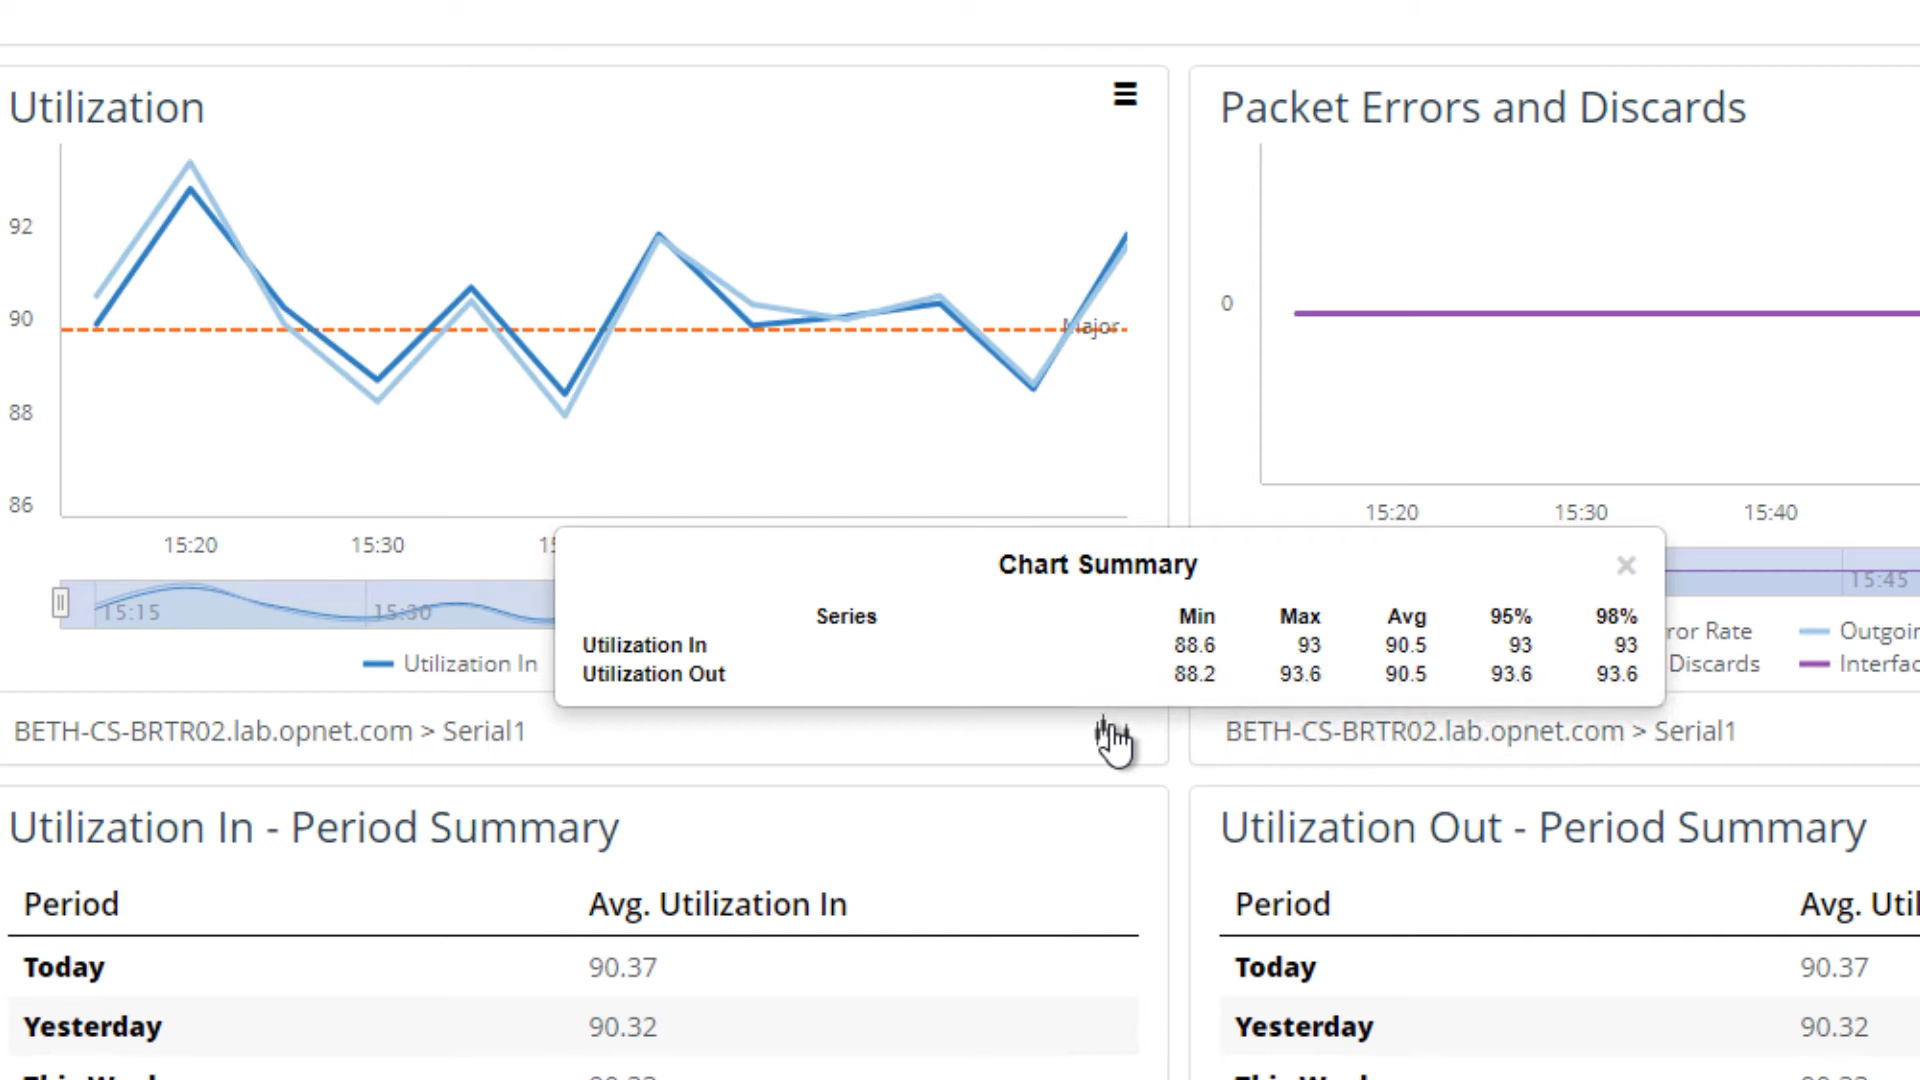 Utilization
92
90
88
86
Major
15:20 15:30
15:15 15:30
Utilization In
BETH-CS-BRTR02.lab.opnet.com > Serial1
Packet Errors and Discards
0
15:20 15:30 15:40
15:45
Rate
Discards
Chart Summary
Series Min Max Avg 95% 98%
Utilization In 88.6 93 90.5 93 93
Utilization Out 88.2 93.6 90.5 93.6 93.6
BETH-CS-BRTR02.lab.opnet.com > Serial1
Utilization In - Period Summary
Period Avg. Utilization In
Today 90.37
Yesterday 90.32
Utilization Out - Period Summary
Period Avg.
Today 90.37
Yesterday 90.32